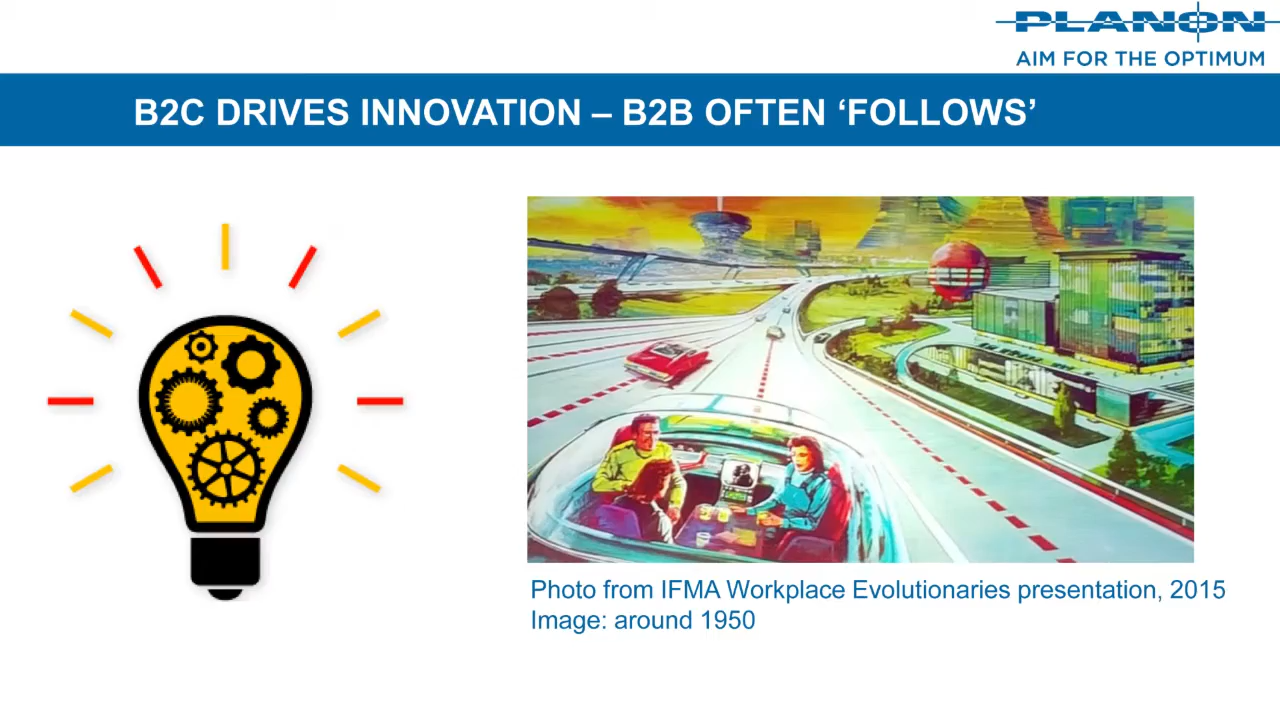 PLANON
AIM FOR THE OPTIMUM
B2C DRIVES INNOVATION – B2B OFTEN ‘FOLLOWS’
Photo from IFMA Workplace Evolutionaries presentation, 2015
Image: around 1950